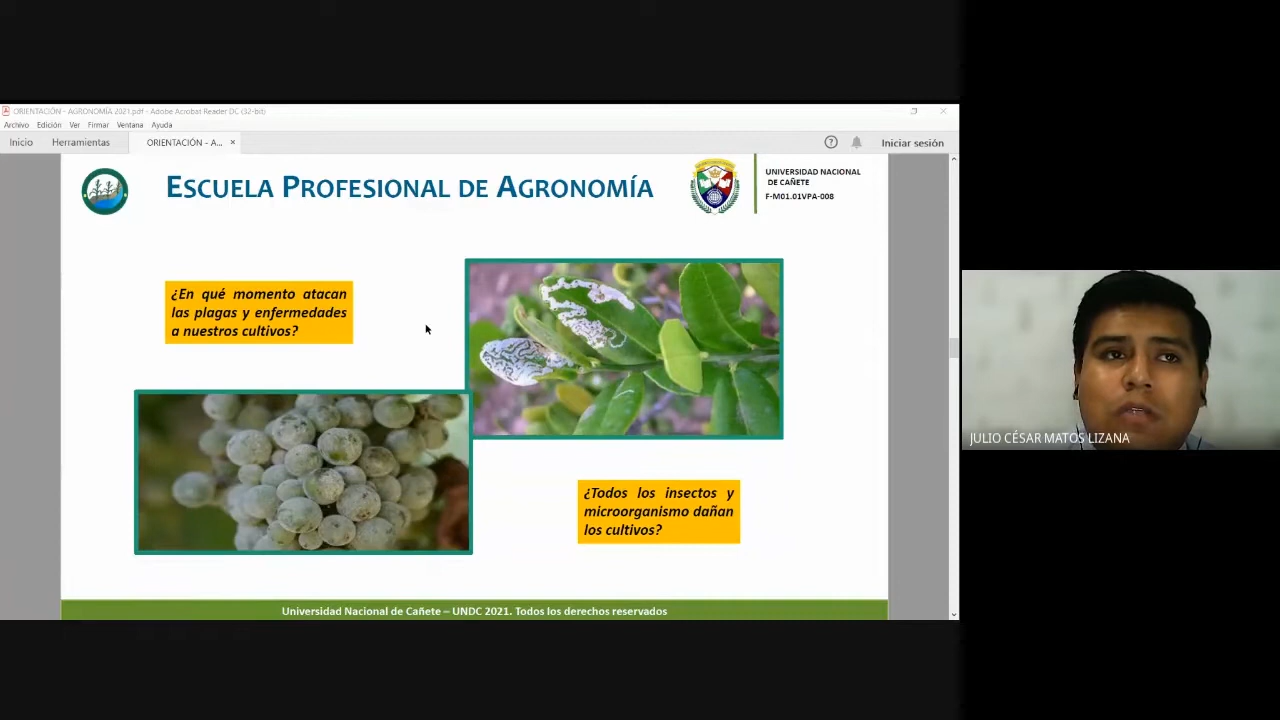 ORIENTACIÓN - AGRONOMÍA 2021.pdf - Adobe Acrobat Reader DC (32-bit)
Archivo Edición Ver Firmar Ventana Ayuda
Inicio Herramientas ORIENTACIÓN - A... × Iniciar sesión
ESCUELA PROFESIONAL DE AGRONOMÍA
UNIVERSIDAD NACIONAL
DE CAÑETE
F-M01.01VPA-008
¿En qué momento atacan
las plagas y enfermedades
a nuestros cultivos?
¿Todos los insectos y
microorganismo dañan
los cultivos?
Universidad Nacional de Cañete – UNDC 2021. Todos los derechos reservados
JULIO CÉSAR MATOS LIZANA